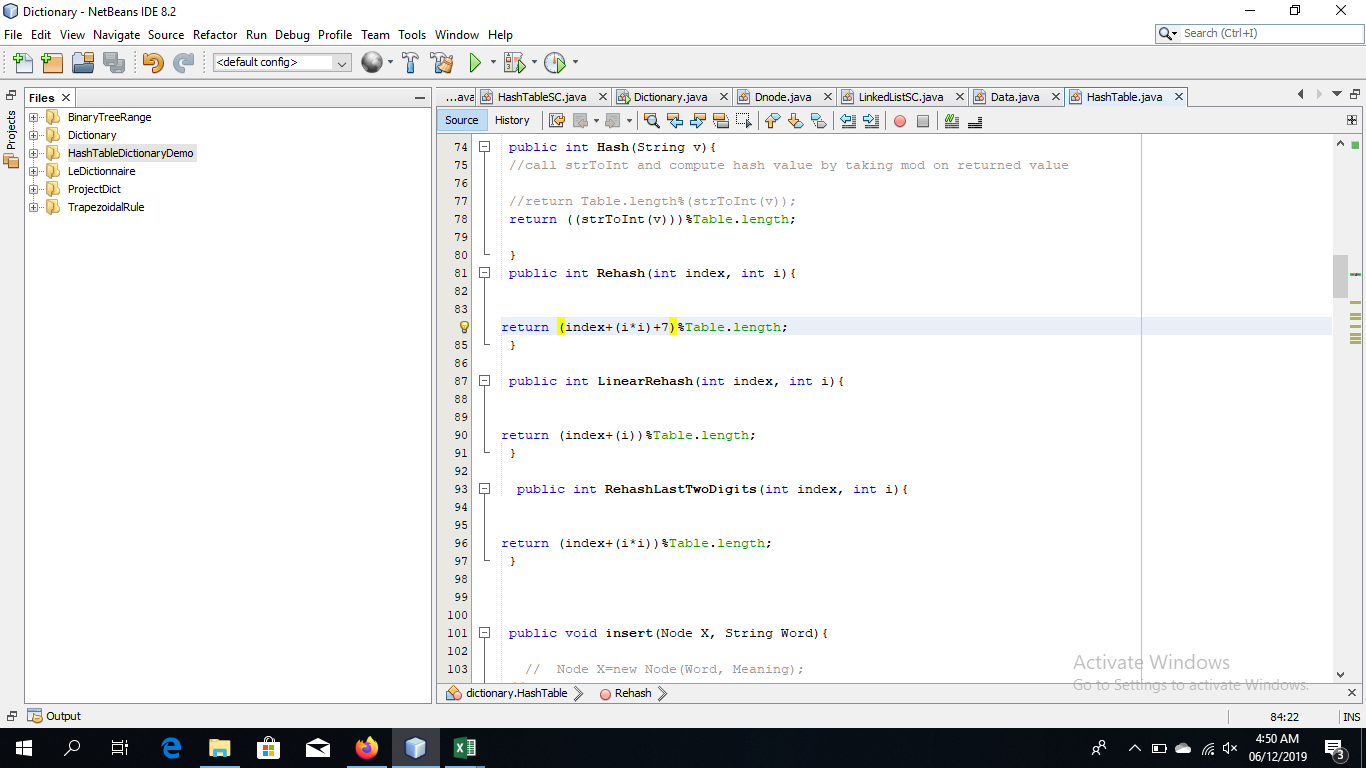 Dictionary - NetBeans IDE 8.2
File Edit View Navigate Source Refactor Run Debug Profile Team Tools Window Help
Search (Ctrl+I)
<default config>
Projects
Files
BinaryTreeRange
Dictionary
HashTableDictionaryDemo
LeDictionnaire
ProjectDict
TrapezoidalRule
...ava HashTableSC.java Dictionary.java Dnode.java LinkedListSC.java Data.java HashTable.java
Source History
74 public int Hash(String v){
75 //call strToInt and compute hash value by taking mod on returned value
76
77 //return Table.length%(strToInt(v));
78 return ((strToInt(v)))%Table.length;
79
80 }
81 public int Rehash(int index, int i){
82
83
return (index+(i*i)+7)%Table.length;
85 }
86
87 public int LinearRehash(int index, int i){
88
89
90 return (index+(i))%Table.length;
91 }
92
93 public int RehashLastTwoDigits(int index, int i){
94
95
96 return (index+(i*i))%Table.length;
97 }
98
99
100
101 public void insert(Node X, String Word){
102
103 // Node X=new Node(Word, Meaning);
Activate Windows
Go to Settings to activate Windows.
dictionary.HashTable Rehash
Output
84:22 INS
4:50 AM
06/12/2019
3